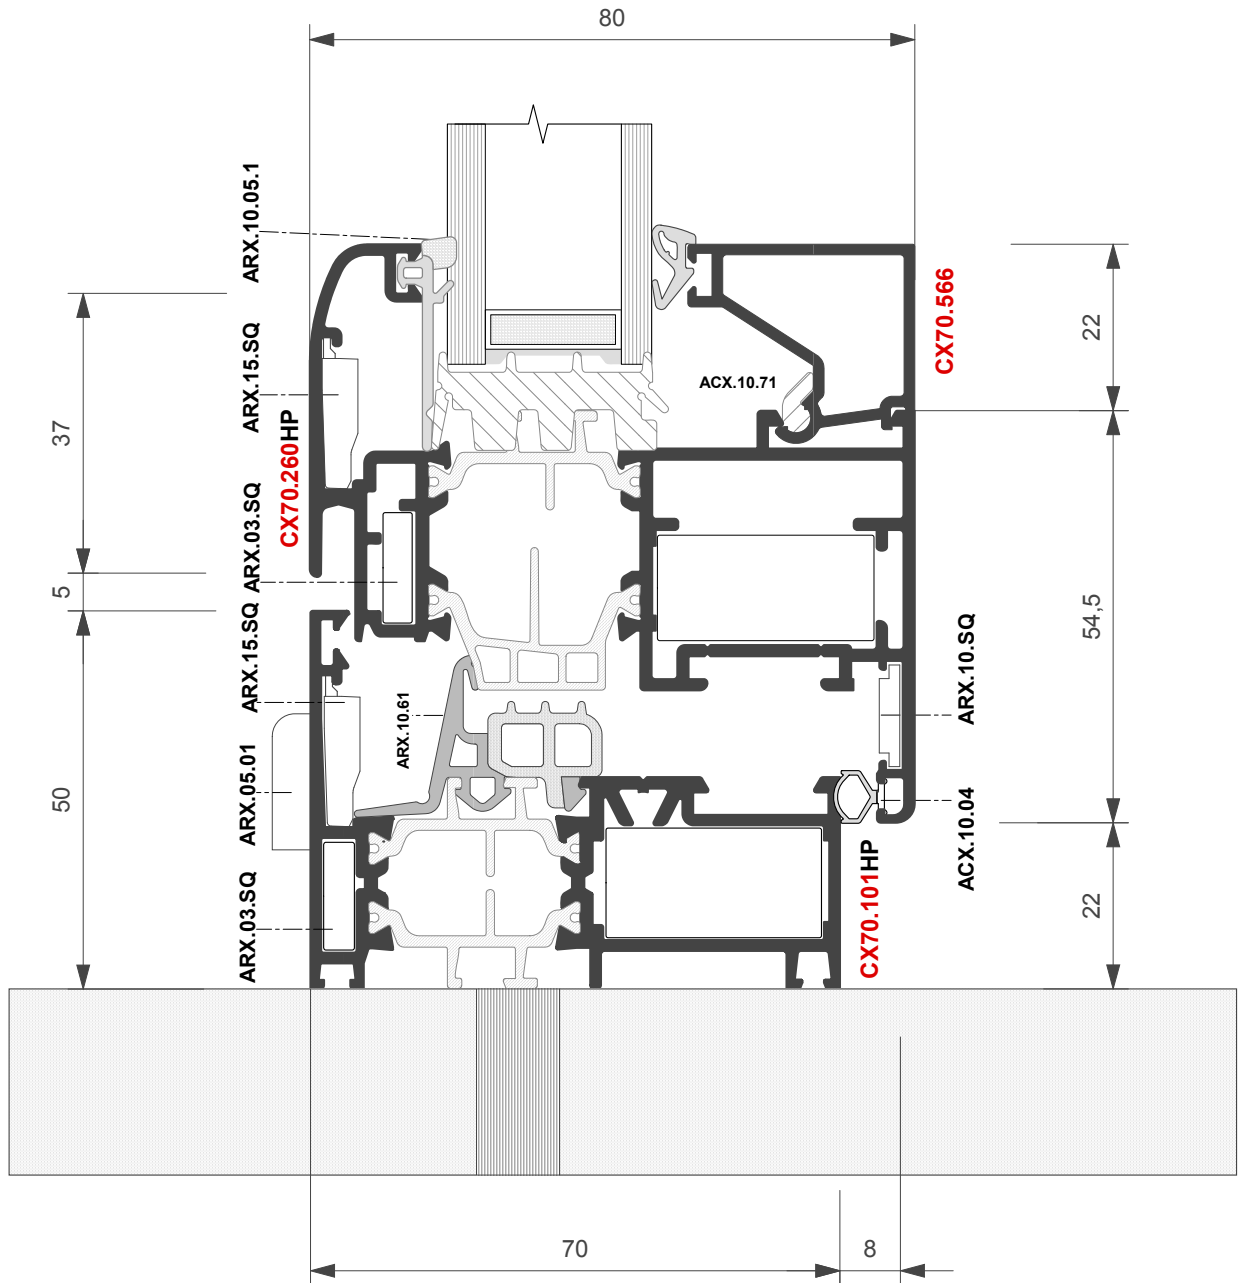 80
ARX.10.05.1
ARX.15.SQ
CX70.260HP
ARX.03.SQ
ARX.15.SQ
ARX.05.01
ARX.03.SQ
37
5
50
ACX.10.71
ARX.10.61
CX70.566
22
54,5
22
ARX.10.SQ
ACX.10.04
CX70.101HP
70
8